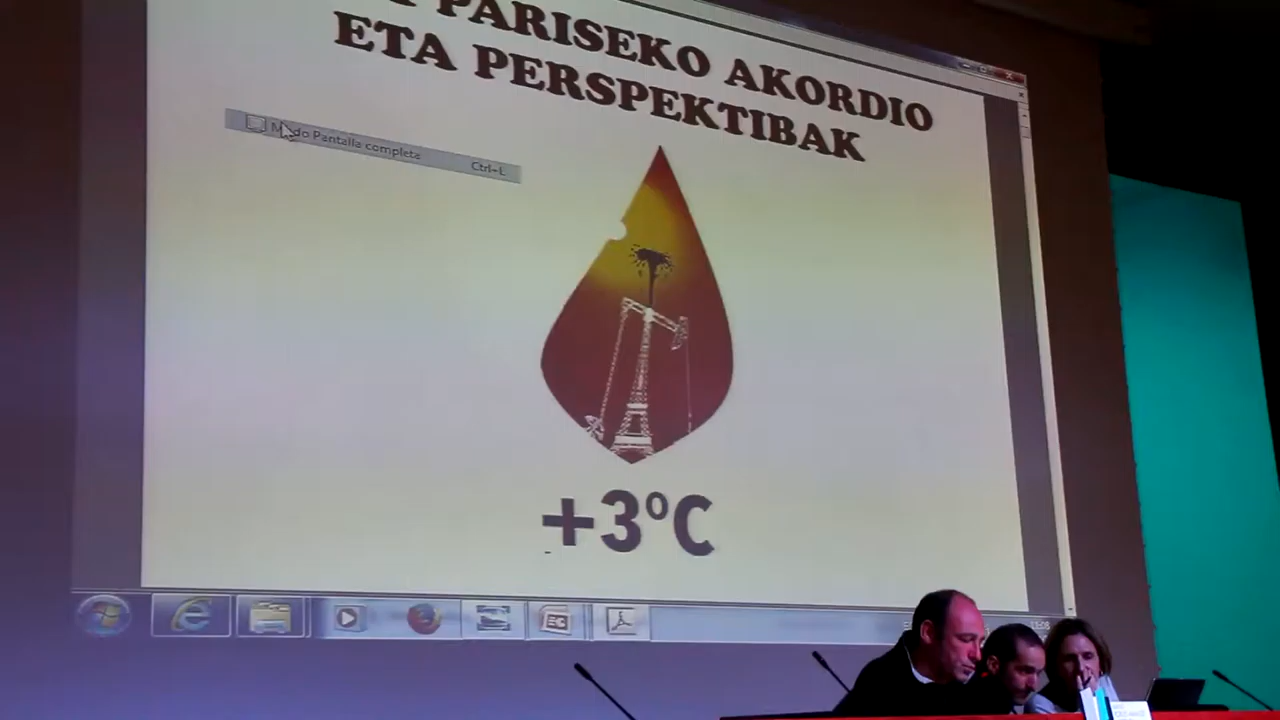 PARISEKO AKORDIO
ETA PERSPEKTIBAK
Modo Pantalla completa Ctrl+L
+3ºC